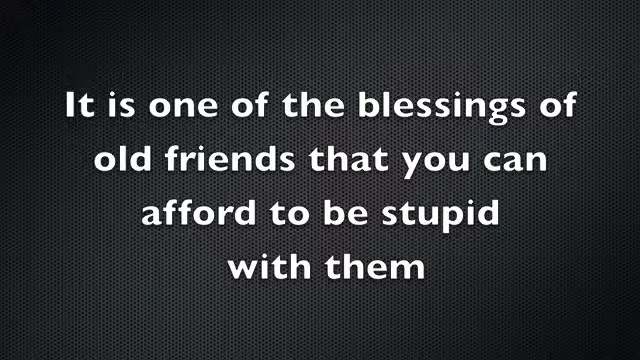 It is one of the blessings of
old friends that you can
afford to be stupid
with them